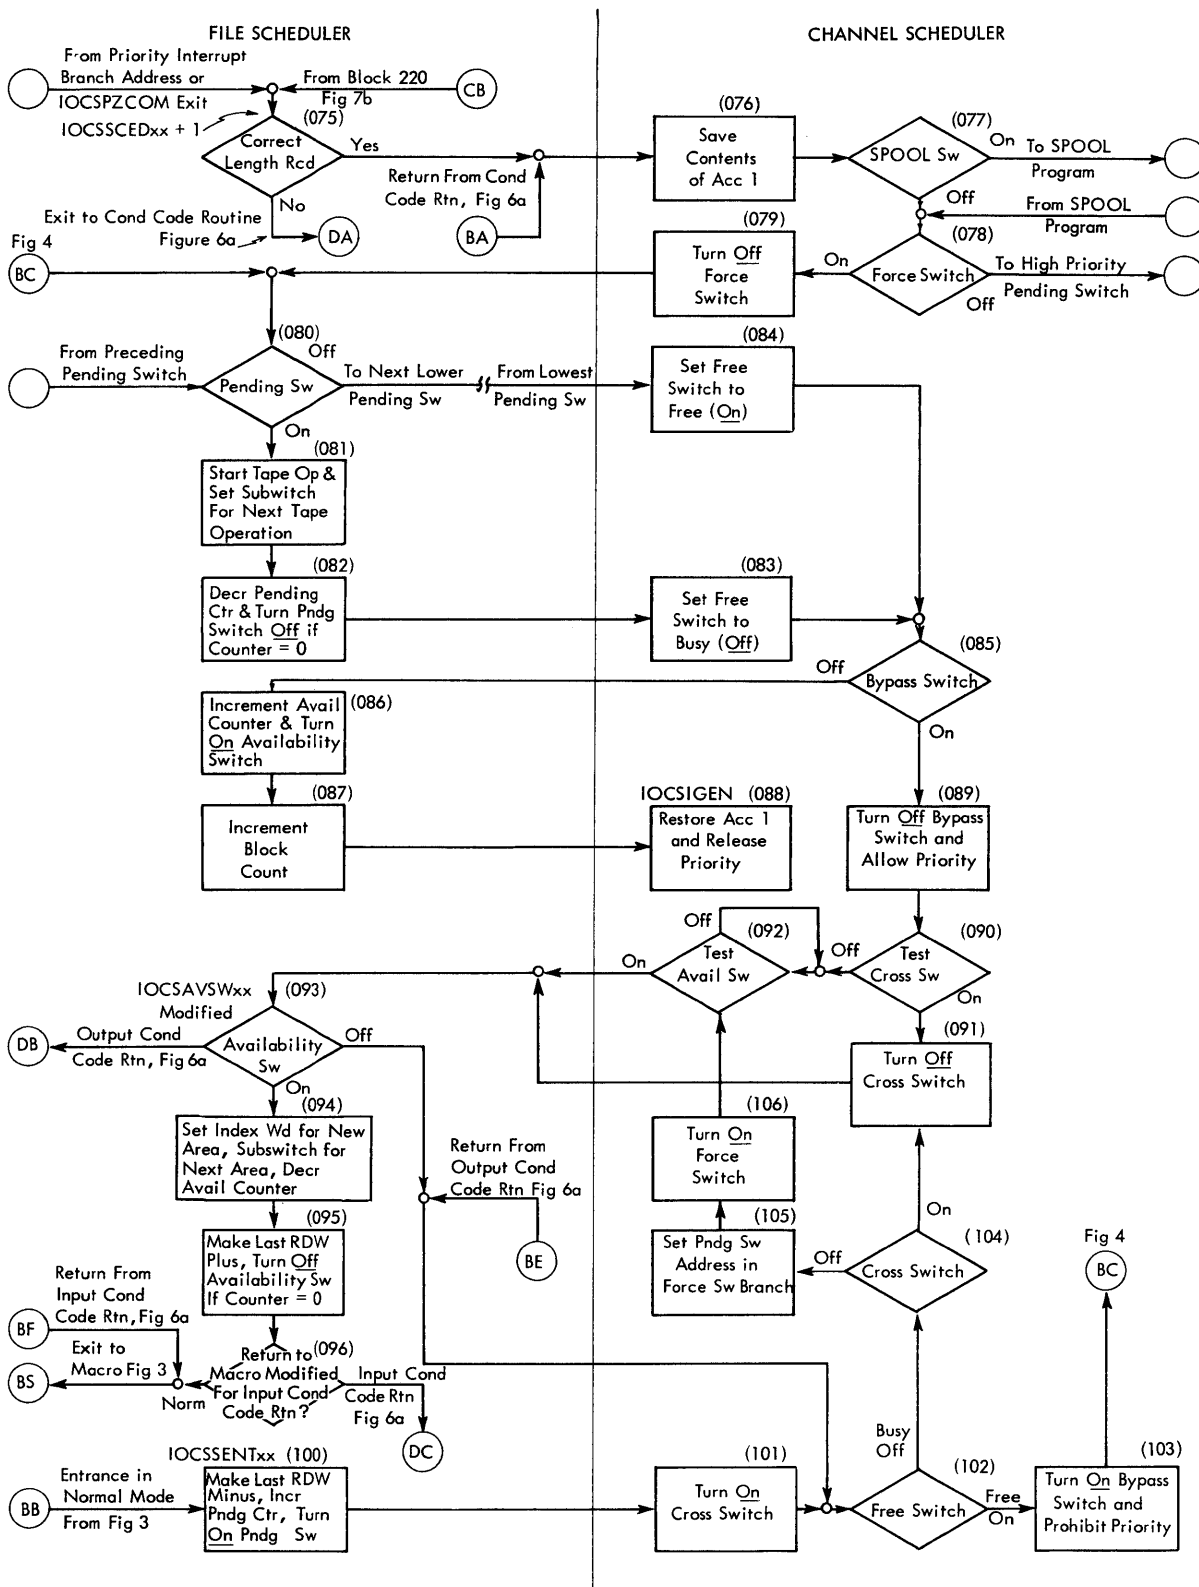 FILE SCHEDULER
CHANNEL SCHEDULER
From Priority Interrupt
Branch Address or
IOCSPZCOM Exit
IOCSSCEDxx + 1
From Block 220
Fig 7b
CB
(075)
Correct
Length Rcd
Yes
No
Return From Cond
Code Rtn, Fig 6a
BA
Exit to Cond Code Routine
Figure 6a
DA
(076)
Save
Contents
of Acc 1
(077)
SPOOL Sw
On
To SPOOL
Program
Off
From SPOOL
Program
(078)
Force Switch
On
Off
To High Priority
Pending Switch
(079)
Turn Off
Force
Switch
Fig 4
BC
(080)
Pending Sw
Off
On
From Preceding
Pending Switch
To Next Lower
Pending Sw
From Lowest
Pending Sw
(084)
Set Free
Switch to
Free (On)
(081)
Start Tape Op &
Set Subwitch
For Next Tape
Operation
(082)
Decr Pending
Ctr & Turn Pndg
Switch Off if
Counter = 0
(083)
Set Free
Switch to
Busy (Off)
(085)
Bypass Switch
Off
On
(086)
Increment Avail
Counter & Turn
On Availability
Switch
(087)
Increment
Block
Count
IOCSIGEN (088)
Restore Acc 1
and Release
Priority
(089)
Turn Off Bypass
Switch and
Allow Priority
(090)
Test
Cross Sw
Off
On
(092)
Test
Avail Sw
Off
On
(091)
Turn Off
Cross Switch
IOCSAVSWxx
Modified
(093)
Availability
Sw
Off
On
DB
Output Cond
Code Rtn, Fig 6a
(094)
Set Index Wd for New
Area, Subswitch for
Next Area, Decr
Avail Counter
Return From
Output Cond
Code Rtn Fig 6a
BE
(106)
Turn On
Force
Switch
(105)
Set Pndg Sw
Address in
Force Sw Branch
(104)
Cross Switch
Off
On
Fig 4
BC
(095)
Make Last RDW
Plus, Turn Off
Availability Sw
If Counter = 0
Return From
Input Cond
Code Rtn, Fig 6a
BF
Exit to
Macro Fig 3
BS
Norm
(096)
Return to
Macro Modified
For Input Cond
Code Rtn?
Input Cond
Code Rtn
Fig 6a
DC
Busy
Off
IOCSSENTxx (100)
Make Last RDW
Minus, Incr
Pndg Ctr, Turn
On Pndg Sw
BB
Entrance in
Normal Mode
From Fig 3
(101)
Turn On
Cross Switch
(102)
Free Switch
Free
On
(103)
Turn On Bypass
Switch and
Prohibit Priority